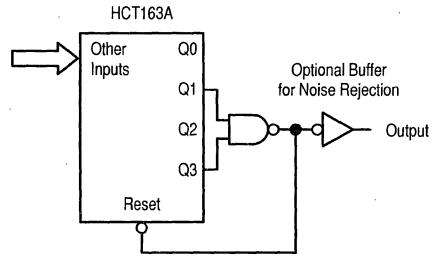 HCT163A
Other
Inputs
Q0
Q1
Q2
Q3
Reset
Optional Buffer
for Noise Rejection
Output